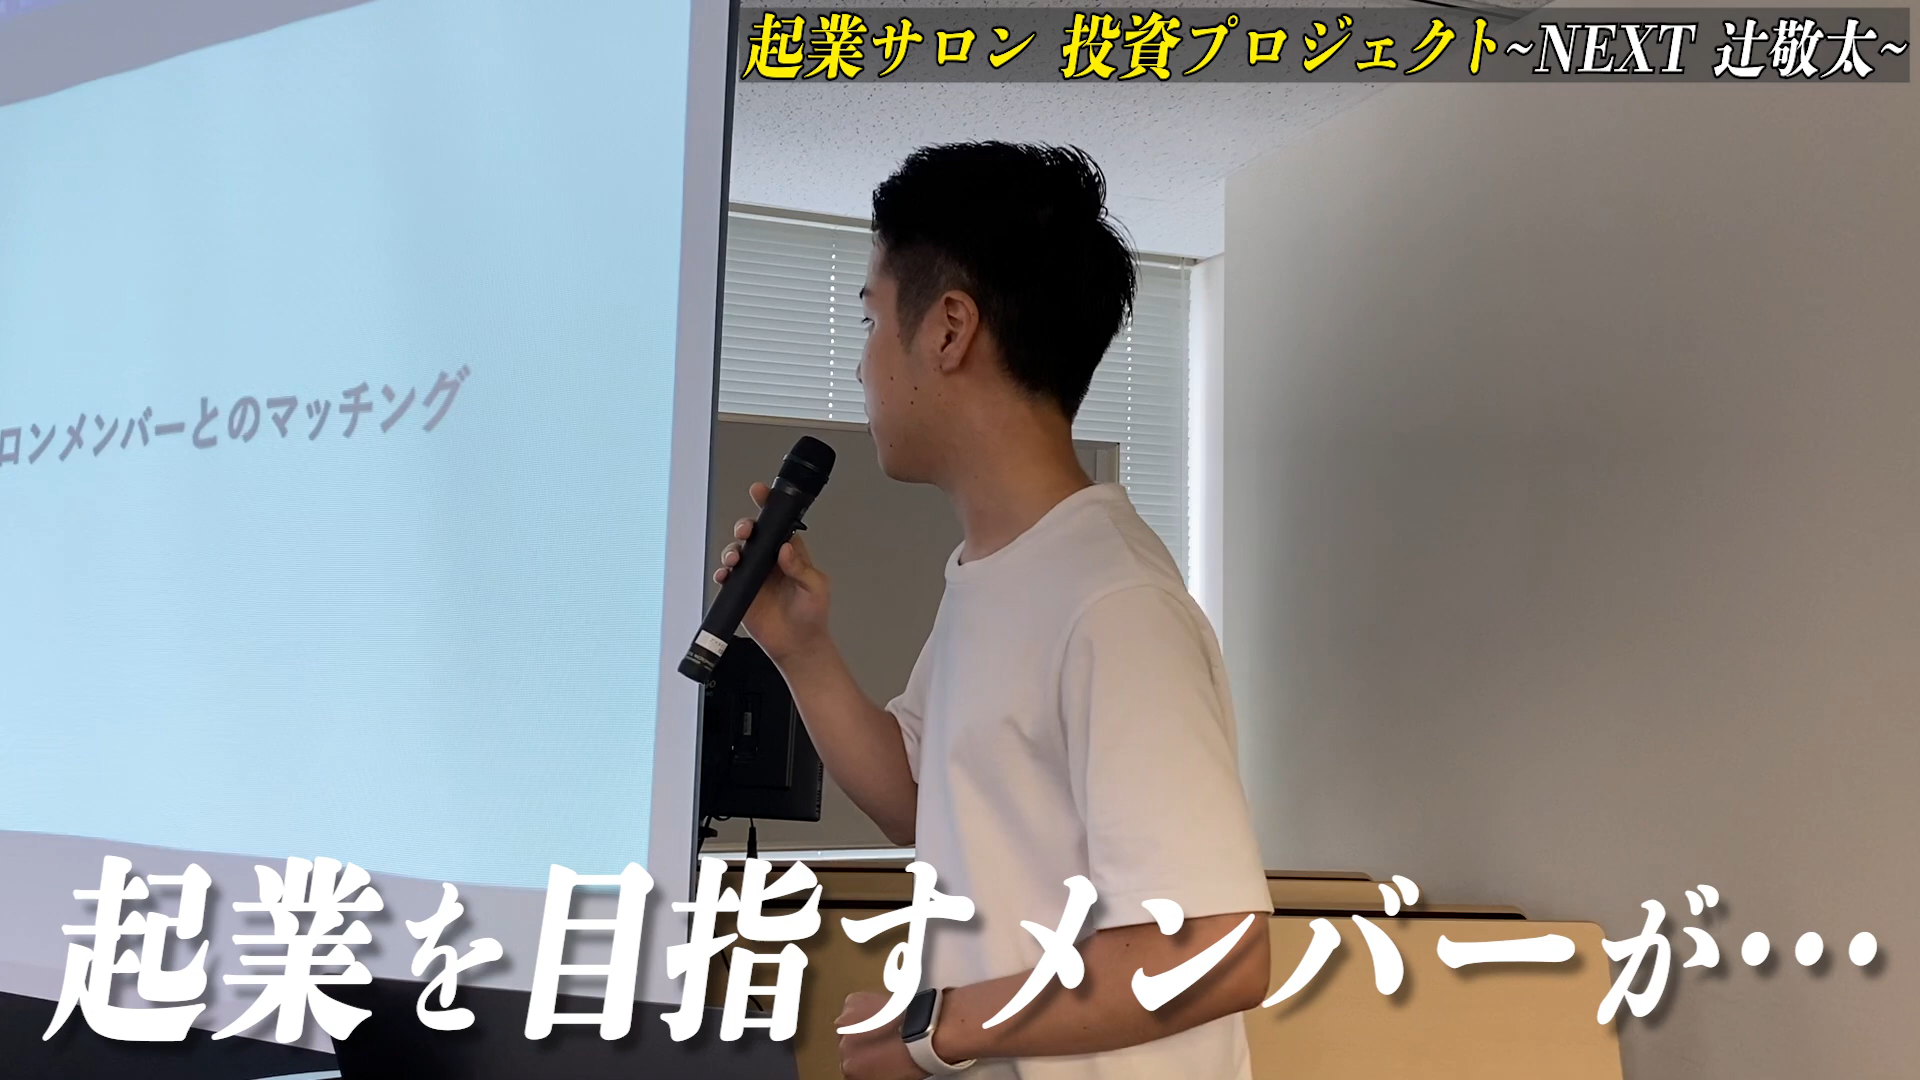 起業サロン 投資プロジェクト~NEXT 辻敬太~
ロンメンバーとのマッチング
起業を目指すメンバーが…